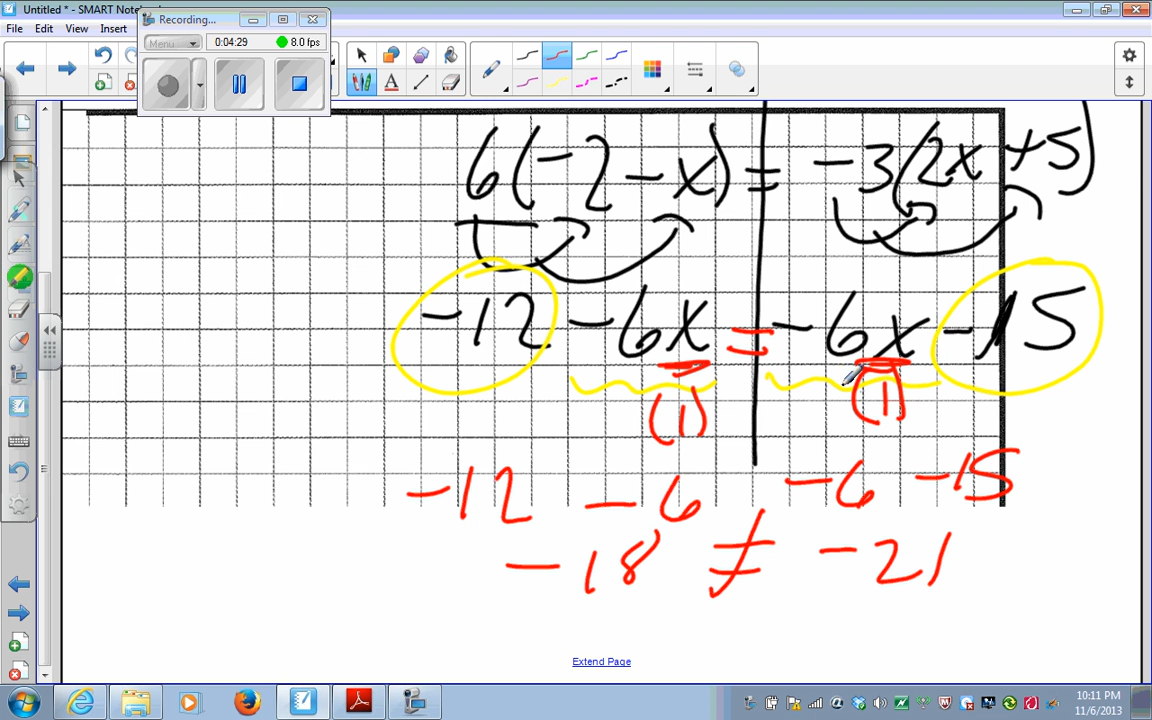 Untitled * - SMART Notebook
Recording...
File Edit View Insert
Menu 0:04:29 8.0 fps
6(-2 - x) = -3(2x + 5)
-12 - 6x = -6x - 15
(1) (1)
-12 - 6 -6 -15
-18 ≠ -21
Extend Page
10:11 PM
11/6/2013